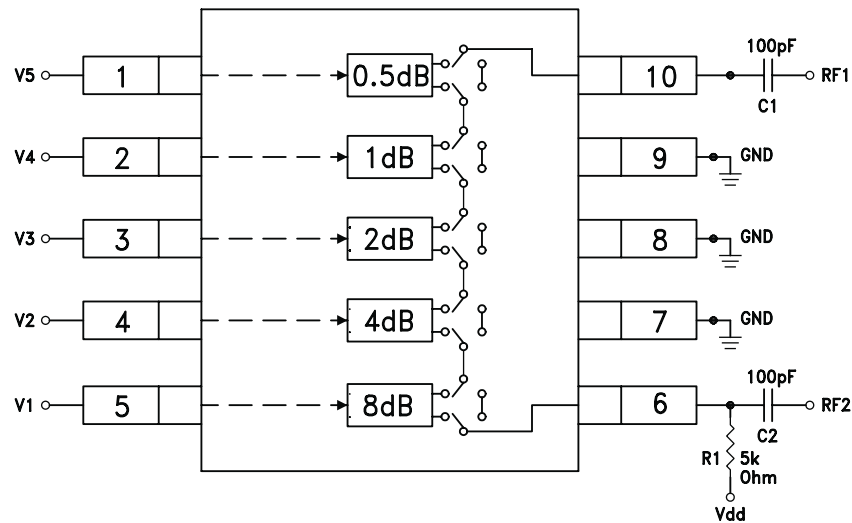 100pF
V5 1 0.5dB 10 RF1
C1
V4 2 1dB 9 GND
V3 3 2dB 8 GND
V2 4 4dB 7 GND
100pF
V1 5 8dB 6 RF2
C2
R1 5k
Ohm
Vdd